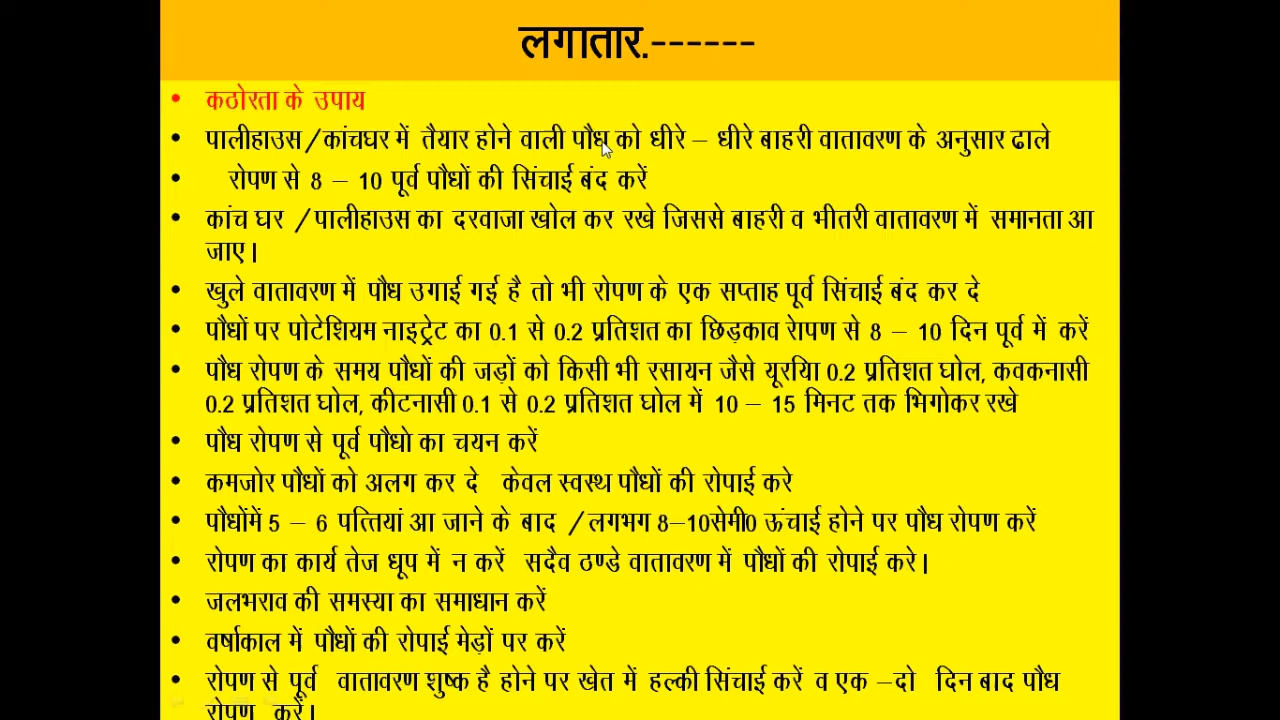 लगातार.------
• कठोरता के उपाय
• पालीहाउस/कांचघर में तैयार होने वाली पौध को धीरे – धीरे बाहरी वातावरण के अनुसार ढाले
• रोपण से 8 – 10 पूर्व पौधों की सिंचाई बंद करें
• कांच घर /पालीहाउस का दरवाजा खोल कर रखे जिससे बाहरी व भीतरी वातावरण में समानता आ
जाए।
• खुले वातावरण में पौध उगाई गई है तो भी रोपण के एक सप्ताह पूर्व सिंचाई बंद कर दे
• पौधों पर पोटेशियम नाइट्रेट का 0.1 से 0.2 प्रतिशत का छिड़काव रोपण से 8 – 10 दिन पूर्व में करें
• पौध रोपण के समय पौधों की जड़ों को किसी भी रसायन जैसे यूरिया 0.2 प्रतिशत घोल, कवकनासी
0.2 प्रतिशत घोल, कीटनासी 0.1 से 0.2 प्रतिशत घोल में 10 – 15 मिनट तक भिगोकर रखे
• पौध रोपण से पूर्व पौधो का चयन करें
• कमजोर पौधों को अलग कर दे केवल स्वस्थ पौधों की रोपाई करे
• पौधोंमें 5 – 6 पत्तियां आ जाने के बाद /लगभग 8–10सेमी0 ऊंचाई होने पर पौध रोपण करें
• रोपण का कार्य तेज धूप में न करें सदैव ठण्डे वातावरण में पौधों की रोपाई करे।
• जलभराव की समस्या का समाधान करें
• वर्षाकाल में पौधों की रोपाई मेड़ों पर करें
• रोपण से पूर्व वातावरण शुष्क है होने पर खेत में हल्की सिंचाई करें व एक –दो दिन बाद पौध
रोपण करें।